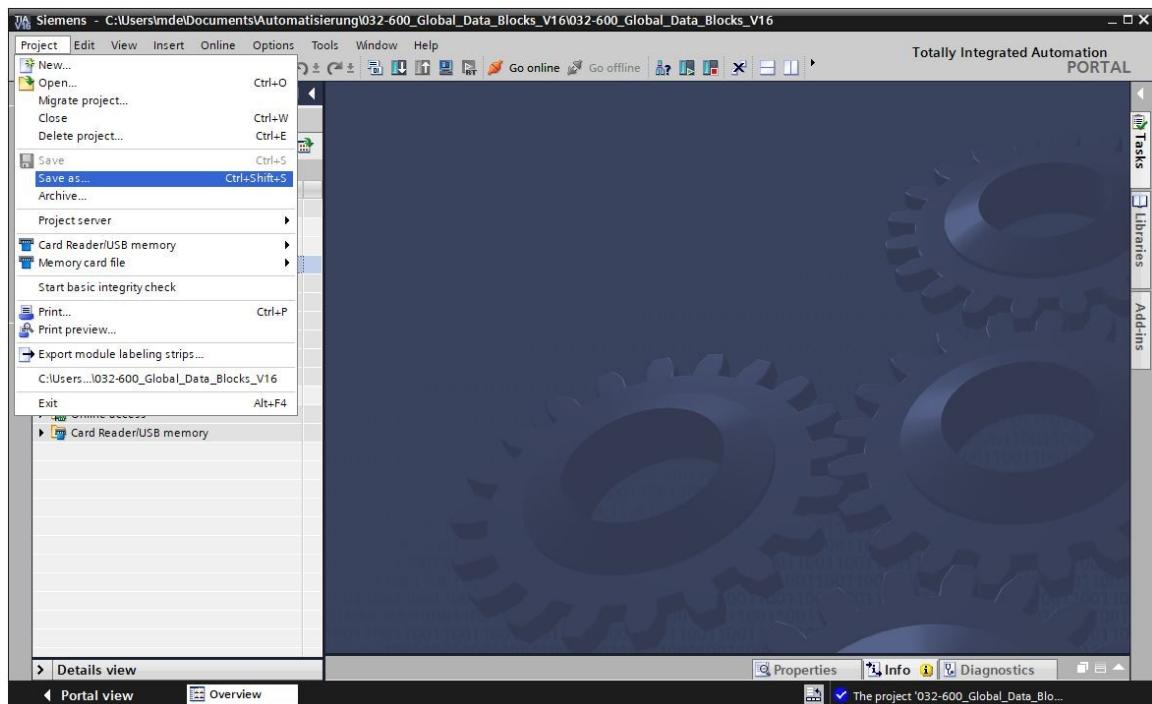 Siemens - C:\Users\mde\Documents\Automatisierung\032-600_Global_Data_Blocks_V16\032-600_Global_Data_Blocks_V16
Project Edit View Insert Online Options Tools Window Help
Totally Integrated Automation
PORTAL
Go online Go offline
New...
Open... Ctrl+O
Migrate project...
Close Ctrl+W
Delete project... Ctrl+E
Save Ctrl+S
Save as... Ctrl+Shift+S
Archive...
Project server
Card Reader/USB memory
Memory card file
Start basic integrity check
Print... Ctrl+P
Print preview...
Export module labeling strips...
C:\Users...\032-600_Global_Data_Blocks_V16
Exit Alt+F4
Online access
Card Reader/USB memory
Tasks
Libraries
Add-ins
Details view
Properties Info Diagnostics
Portal view Overview The project '032-600_Global_Data_Blo...